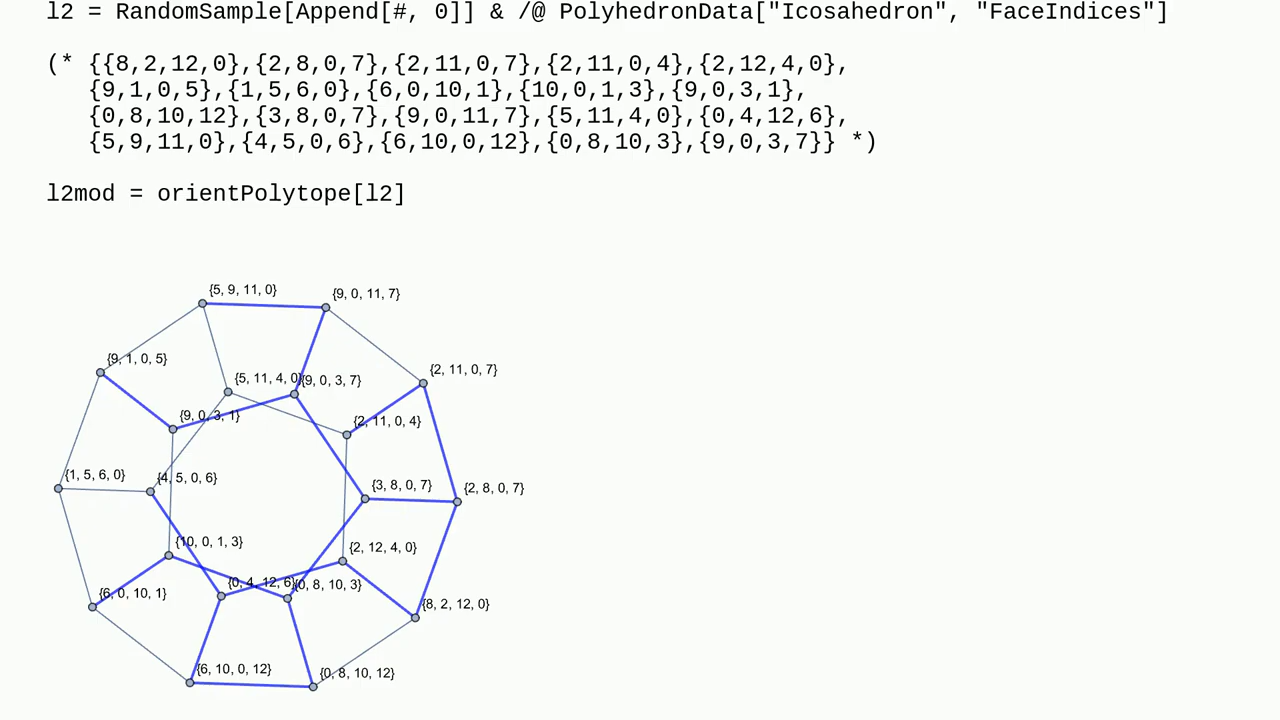 l2 = RandomSample[Append[#, 0]] & /@ PolyhedronData["Icosahedron", "FaceIndices"]
(* {{8,2,12,0},{2,8,0,7},{2,11,0,7},{2,11,0,4},{2,12,4,0},
{9,1,0,5},{1,5,6,0},{6,0,10,1},{10,0,1,3},{9,0,3,1},
{0,8,10,12},{3,8,0,7},{9,0,11,7},{5,11,4,0},{0,4,12,6},
{5,9,11,0},{4,5,0,6},{6,10,0,12},{0,8,10,3},{9,0,3,7}} *)
l2mod = orientPolytope[l2]
{5, 9, 11, 0}
{9, 0, 11, 7}
{9, 1, 0, 5}
{2, 11, 0, 7}
{5, 11, 4, 0}
{9, 0, 3, 7}
{9, 0, 3, 1}
{2, 11, 0, 4}
{1, 5, 6, 0}
{4, 5, 0, 6}
{3, 8, 0, 7}
{2, 8, 0, 7}
{10, 0, 1, 3}
{2, 12, 4, 0}
{6, 0, 10, 1}
{0, 4, 12, 6}
{0, 8, 10, 3}
{8, 2, 12, 0}
{6, 10, 0, 12}
{0, 8, 10, 12}